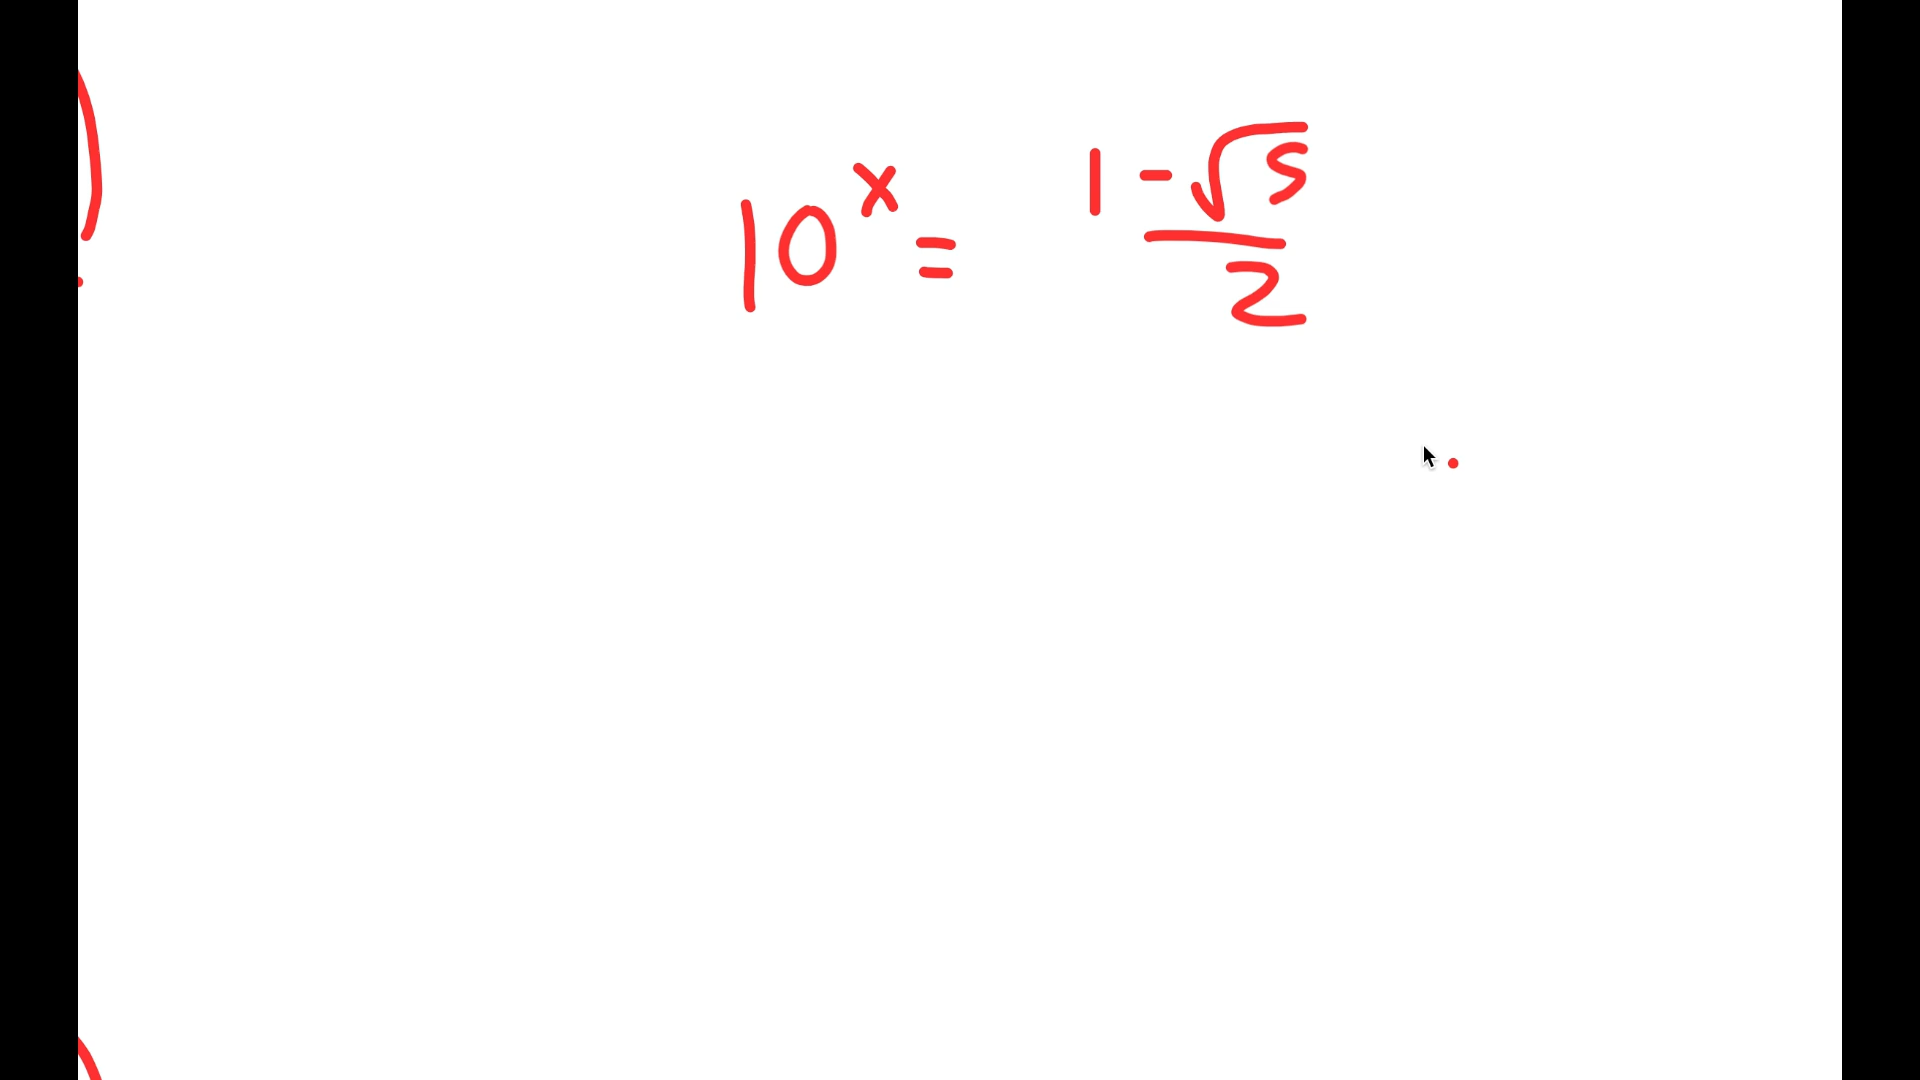 10^x = (1 - √5)/2